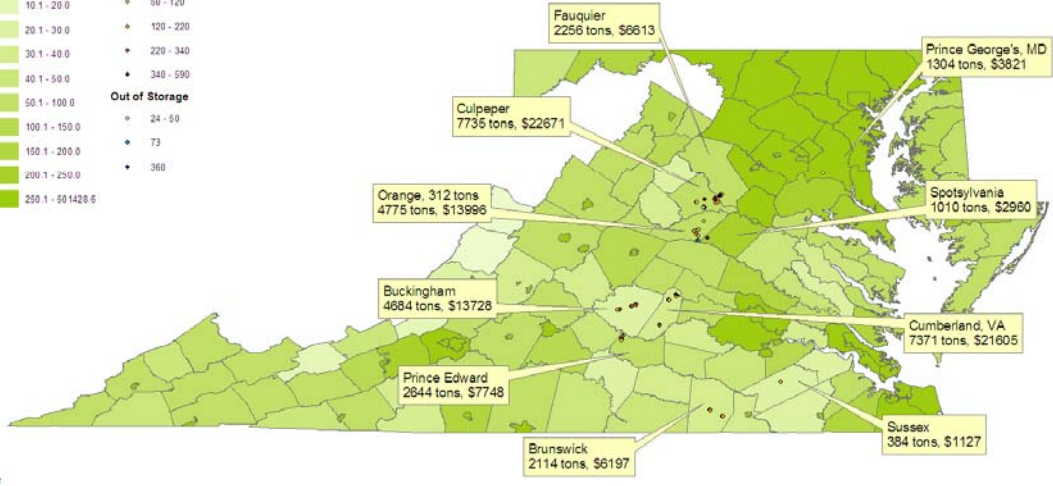 10.1 - 20.0
20.1 - 30.0
30.1 - 40.0
40.1 - 50.0
50.1 - 100.0
100.1 - 150.0
150.1 - 200.0
200.1 - 250.0
250.1 - 501428.6
50 - 120
120 - 220
220 - 340
340 - 590
Out of Storage
24 - 50
73
360
Fauquier
2256 tons, $6613
Prince George's, MD
1304 tons, $3821
Culpeper
7735 tons, $22671
Orange, 312 tons
4775 tons, $13996
Spotsylvania
1010 tons, $2960
Buckingham
4684 tons, $13728
Cumberland, VA
7371 tons, $21605
Prince Edward
2644 tons, $7748
Sussex
384 tons, $1127
Brunswick
2114 tons, $6197